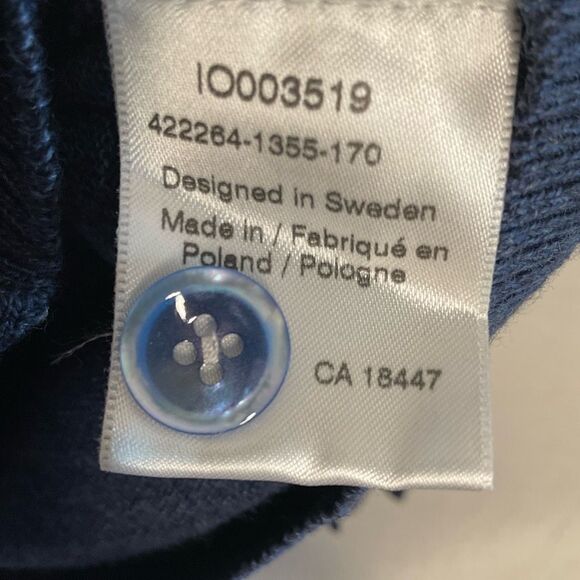 IO003519
422264-1355-170
Designed in Sweden
Made in / Fabriqué en
Poland / Pologne
CA 18447